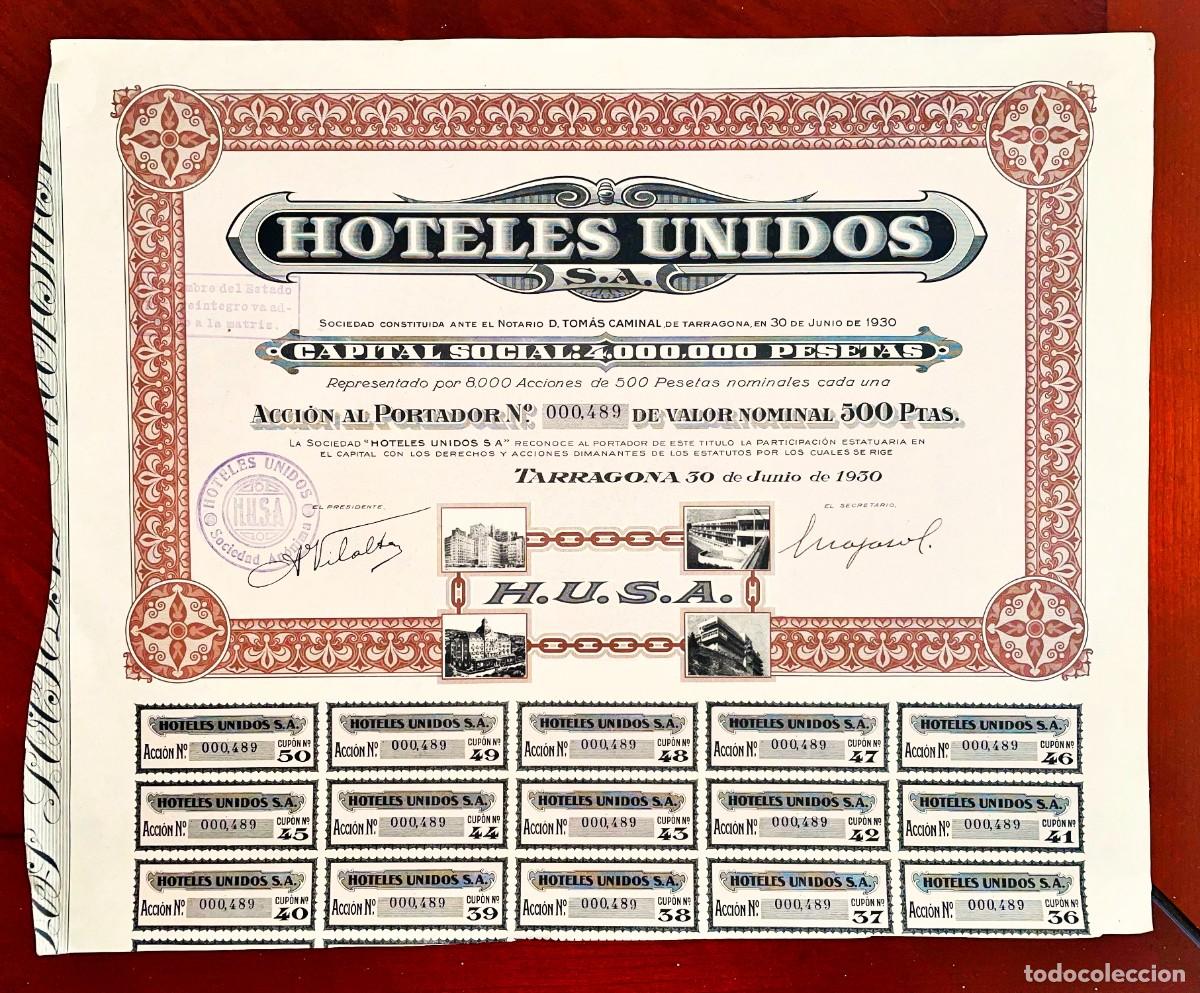 HOTELES UNIDOS
S.A.
mbre del Estado
eintegro va ad-
o a la matriz.
SOCIEDAD CONSTITUIDA ANTE EL NOTARIO D. TOMÁS CAMINAL, DE TARRAGONA, EN 30 DE JUNIO DE 1930
CAPITAL SOCIAL: 4.000.000 PESETAS
Representado por 8.000 Acciones de 500 Pesetas nominales cada una
ACCIÓN AL PORTADOR Nº. 000,489 DE VALOR NOMINAL 500 PTAS.
LA SOCIEDAD "HOTELES UNIDOS S A" RECONOCE AL PORTADOR DE ESTE TITULO LA PARTICIPACIÓN ESTATUARIA EN
EL CAPITAL CON LOS DERECHOS Y ACCIONES DIMANANTES DE LOS ESTATUTOS POR LOS CUALES SE RIGE
TARRAGONA 30 de Junio de 1930
HOTELES UNIDOS
H.U.S.A
Sociedad Anónima
EL PRESIDENTE,
EL SECRETARIO,
Aº Vilalta
H.U.S.A.
HOTELES UNIDOS S.A. HOTELES UNIDOS S.A. HOTELES UNIDOS S.A. HOTELES UNIDOS S.A. HOTELES UNIDOS S.A.
Acción Nº. 000,489 CUPÓN Nº 50 Acción Nº. 000,489 CUPÓN Nº 49 Acción Nº. 000,489 CUPÓN Nº 48 Acción Nº. 000,489 CUPÓN Nº 47 Acción Nº. 000,489 CUPÓN Nº 46
HOTELES UNIDOS S.A. HOTELES UNIDOS S.A. HOTELES UNIDOS S.A. HOTELES UNIDOS S.A. HOTELES UNIDOS S.A.
Acción Nº. 000,489 CUPÓN Nº 45 Acción Nº. 000,489 CUPÓN Nº 44 Acción Nº. 000,489 CUPÓN Nº 43 Acción Nº. 000,489 CUPÓN Nº 42 Acción Nº. 000,489 CUPÓN Nº 41
HOTELES UNIDOS S.A. HOTELES UNIDOS S.A. HOTELES UNIDOS S.A. HOTELES UNIDOS S.A. HOTELES UNIDOS S.A.
Acción Nº. 000,489 CUPÓN Nº 40 Acción Nº. 000,489 CUPÓN Nº 39 Acción Nº. 000,489 CUPÓN Nº 38 Acción Nº. 000,489 CUPÓN Nº 37 Acción Nº. 000,489 CUPÓN Nº 36
todocoleccion